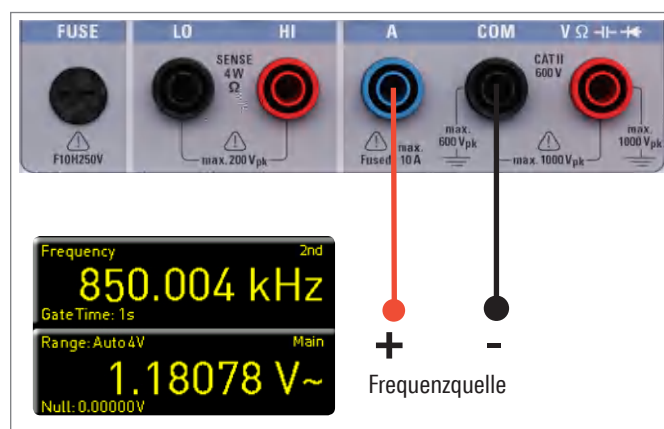 FUSE LO HI A COM V Ω
SENSE
4W
Ω
CAT II
600V
F10H250V
max. 200 Vpk
Fused
max.
10 A
max.
600 Vpk
max. 1000 Vpk
max.
1000 Vpk
Frequency 2nd
850.004 kHz
GateTime: 1s
Range: Auto 4V Main
1.18078 V~
Null: 0.00000V
+ -
Frequenzquelle